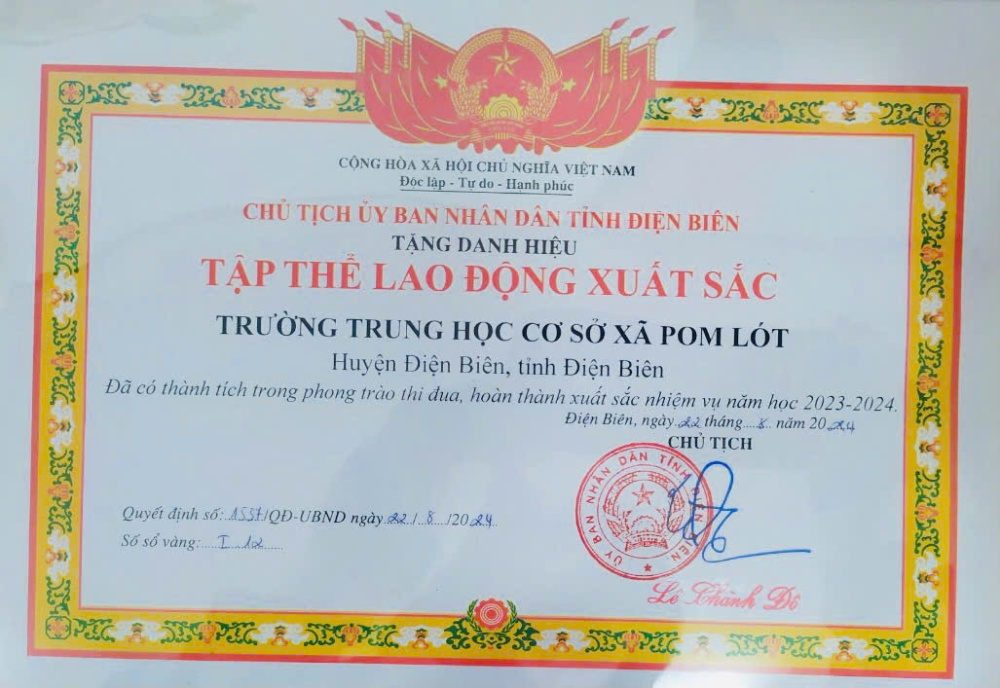 CỘNG HÒA XÃ HỘI CHỦ NGHĨA VIỆT NAM
Độc lập - Tự do - Hạnh phúc
CHỦ TỊCH ỦY BAN NHÂN DÂN TỈNH ĐIỆN BIÊN
TẶNG DANH HIỆU
TẬP THỂ LAO ĐỘNG XUẤT SẮC
TRƯỜNG TRUNG HỌC CƠ SỞ XÃ POM LÓT
Huyện Điện Biên, tỉnh Điện Biên
Đã có thành tích trong phong trào thi đua, hoàn thành xuất sắc nhiệm vụ năm học 2023-2024.
Điện Biên, ngày 22 tháng 8 năm 2024
CHỦ TỊCH
ỦY BAN NHÂN DÂN TỈNH ĐIỆN BIÊN
Quyết định số: 1537/QĐ-UBND ngày 22/8/2024
Số sổ vàng: I 12
Lê Thành Đô